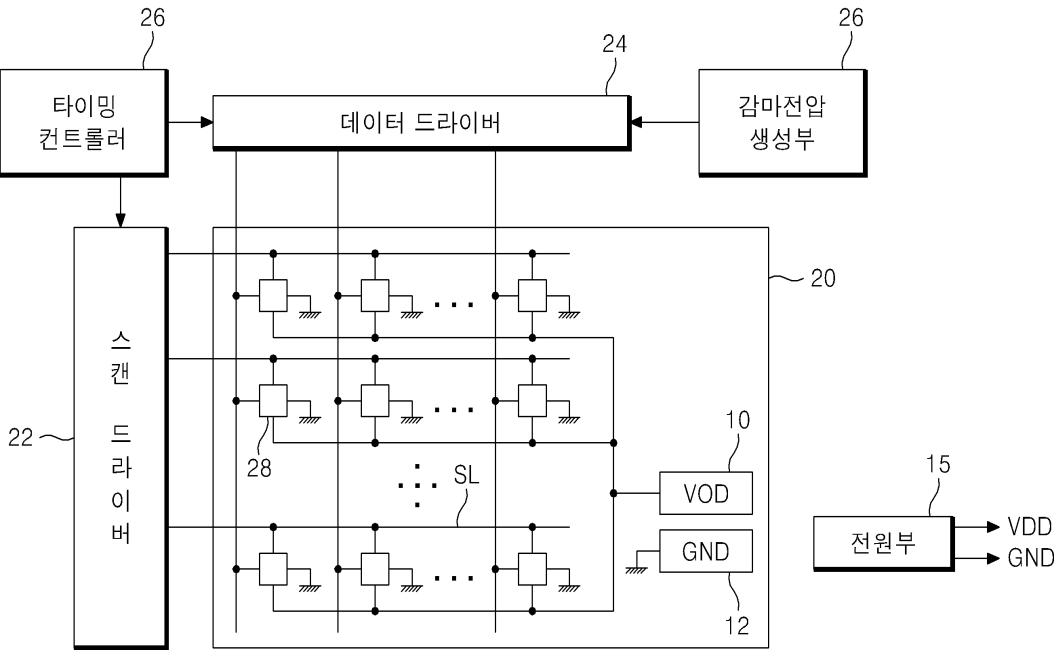 26
24
26
타이밍
컨트롤러
데이터 드라이버
감마전압
생성부
20
스
캔
드
라
이
버
22
28
SL
10
VOD
GND
12
15
전원부
VDD
GND